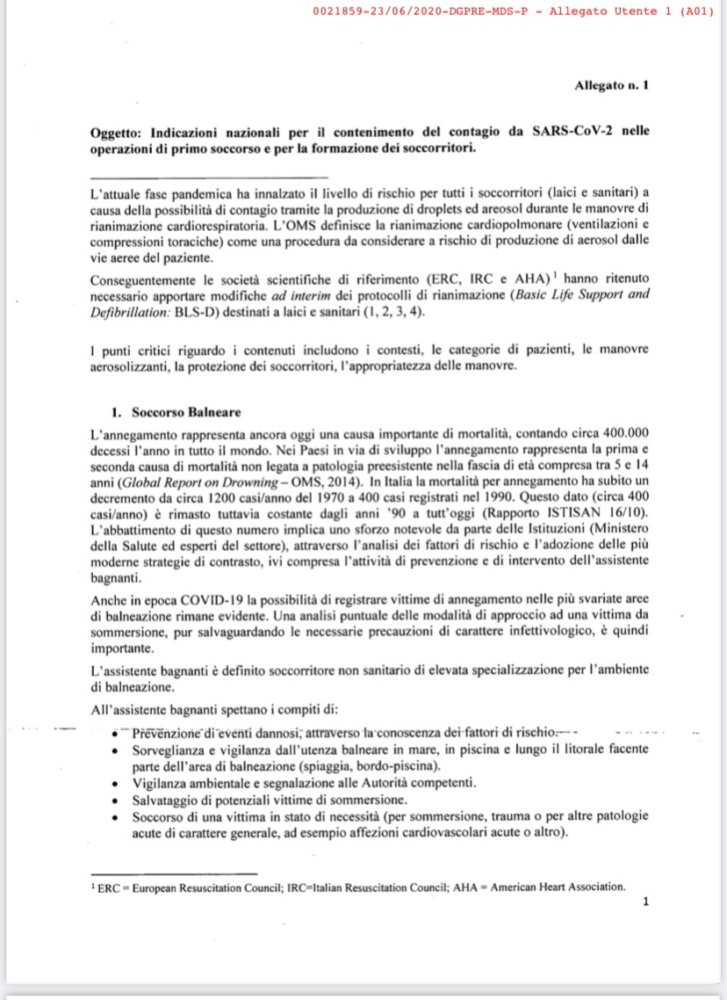 0021859-23/06/2020-DGPRE-MDS-P - Allegato Utente 1 (A01)
Allegato n. 1
Oggetto: Indicazioni nazionali per il contenimento del contagio da SARS-CoV-2 nelle
operazioni di primo soccorso e per la formazione dei soccorritori.
L'attuale fase pandemica ha innalzato il livello di rischio per tutti i soccorritori (laici e sanitari) a
causa della possibilità di contagio tramite la produzione di droplets ed areosol durante le manovre di
rianimazione cardiorespiratoria. L'OMS definisce la rianimazione cardiopolmonare (ventilazioni e
compressioni toraciche) come una procedura da considerare a rischio di produzione di aerosol dalle
vie aeree del paziente.
Conseguentemente le società scientifiche di riferimento (ERC, IRC e AHA) ¹ hanno ritenuto
necessario apportare modifiche ad interim dei protocolli di rianimazione (Basic Life Support and
Defibrillation: BLS-D) destinati a laici e sanitari (1, 2, 3, 4).
I punti critici riguardo i contenuti includono i contesti, le categorie di pazienti, le manovre
aerosolizzanti, la protezione dei soccorritori, l'appropriatezza delle manovre.
1. Soccorso Balneare
L'annegamento rappresenta ancora oggi una causa importante di mortalità, contando circa 400.000
decessi l'anno in tutto il mondo. Nei Paesi in via di sviluppo l'annegamento rappresenta la prima e
seconda causa di mortalità non legata a patologia preesistente nella fascia di età compresa tra 5 e 14
anni (Global Report on Drowning – OMS, 2014). In Italia la mortalità per annegamento ha subito un
decremento da circa 1200 casi/anno del 1970 a 400 casi registrati nel 1990. Questo dato (circa 400
casi/anno) è rimasto tuttavia costante dagli anni '90 a tutt'oggi (Rapporto ISTISAN 16/10).
L'abbattimento di questo numero implica uno sforzo notevole da parte delle Istituzioni (Ministero
della Salute ed esperti del settore), attraverso l'analisi dei fattori di rischio e l'adozione delle più
moderne strategie di contrasto, ivi compresa l'attività di prevenzione e di intervento dell'assistente
bagnanti.
Anche in epoca COVID-19 la possibilità di registrare vittime di annegamento nelle più svariate aree
di balneazione rimane evidente. Una analisi puntuale delle modalità di approccio ad una vittima da
sommersione, pur salvaguardando le necessarie precauzioni di carattere infettivologico, è quindi
importante.
L'assistente bagnanti è definito soccorritore non sanitario di elevata specializzazione per l'ambiente
di balneazione.
All'assistente bagnanti spettano i compiti di:
• Prevenzione di eventi dannosi, attraverso la conoscenza dei fattori di rischio.
• Sorveglianza e vigilanza dall'utenza balneare in mare, in piscina e lungo il litorale facente
parte dell'area di balneazione (spiaggia, bordo-piscina).
• Vigilanza ambientale e segnalazione alle Autorità competenti.
• Salvataggio di potenziali vittime di sommersione.
• Soccorso di una vittima in stato di necessità (per sommersione, trauma o per altre patologie
acute di carattere generale, ad esempio affezioni cardiovascolari acute o altro).
¹ ERC = European Resuscitation Council; IRC=Italian Resuscitation Council; AHA = American Heart Association.
1